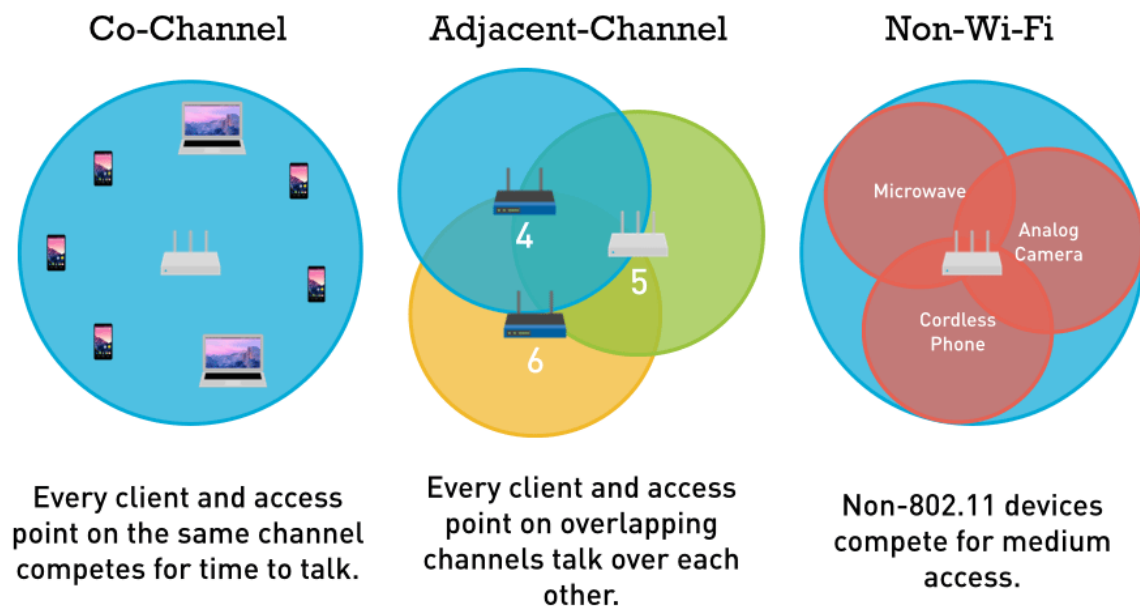 Co-Channel
Adjacent-Channel
Non-Wi-Fi
4
5
6
Microwave
Analog
Camera
Cordless
Phone
Every client and access
point on the same channel
competes for time to talk.
Every client and access
point on overlapping
channels talk over each
other.
Non-802.11 devices
compete for medium
access.